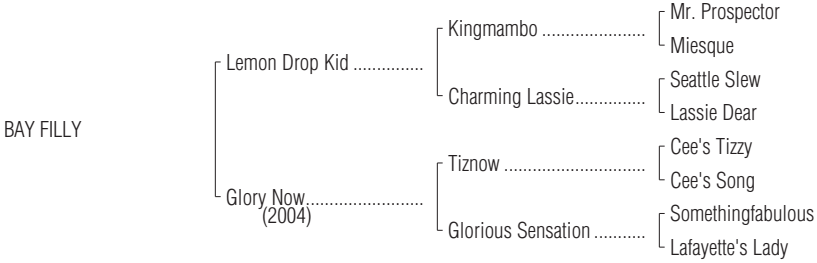 Mr. Prospector
Kingmambo ......................
Miesque
Lemon Drop Kid ...............
Seattle Slew
Charming Lassie...............
Lassie Dear
BAY FILLY
Cee's Tizzy
Tiznow ..............................
Cee's Song
Glory Now.........................
(2004)
Somethingfabulous
Glorious Sensation ...........
Lafayette's Lady